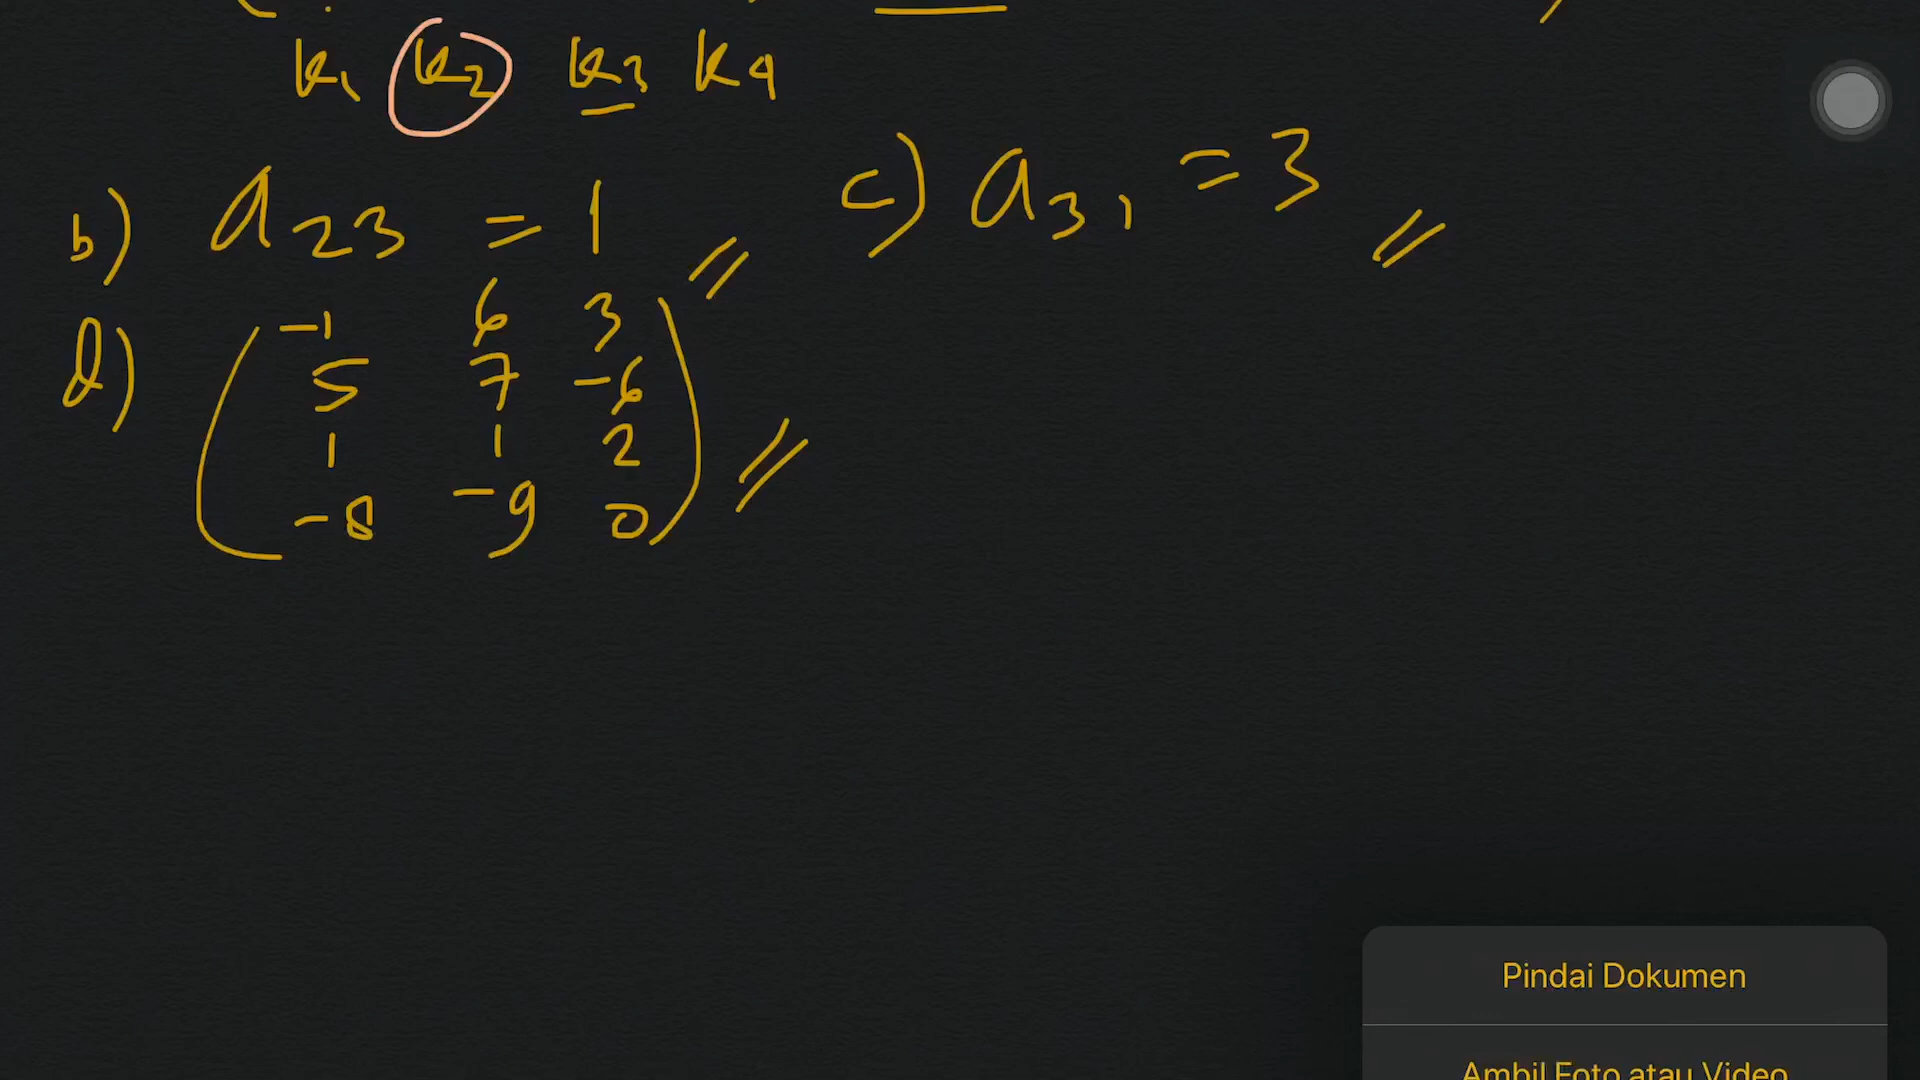 k1 k2 k3 k4
b) a23 = 1
c) a31 = 3
d) ( -1 6 3
5 7 -6
1 1 2
-8 -9 0 )
Pindai Dokumen
Ambil Foto atau Video